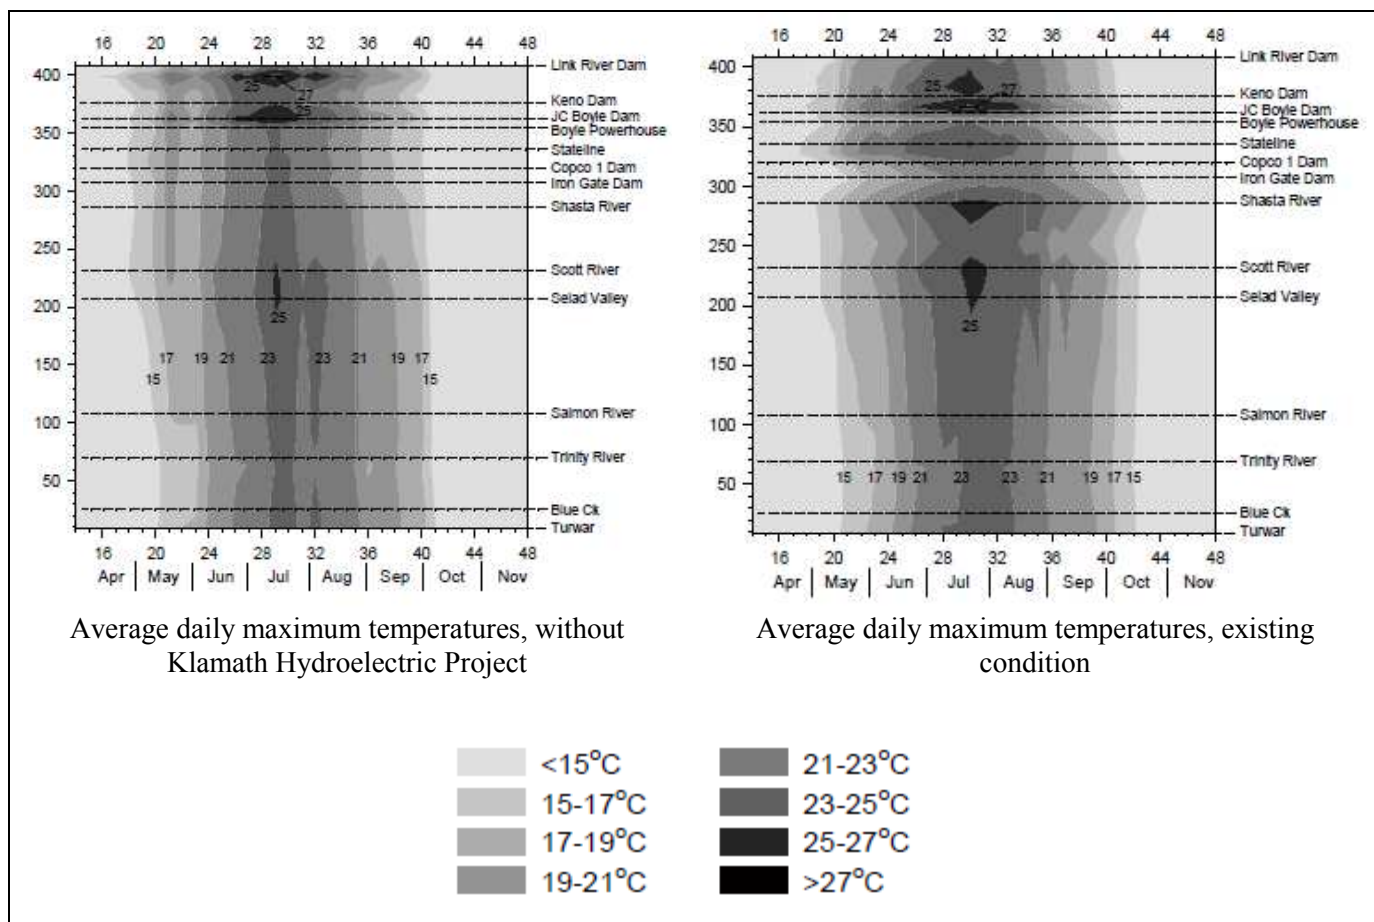 16 20 24 28 32 36 40 44 48
400
350
300
250
200
150
100
50
25
27
25
25
17 19 21 23 23 21 19 17
15 15
Link River Dam
Keno Dam
JC Boyle Dam
Boyle Powerhouse
Stateline
Copco 1 Dam
Iron Gate Dam
Shasta River
Scott River
Seiad Valley
Salmon River
Trinity River
Blue Ck
Turwar
16 20 24 28 32 36 40 44 48
Apr May Jun Jul Aug Sep Oct Nov
Average daily maximum temperatures, without
Klamath Hydroelectric Project
16 20 24 28 32 36 40 44 48
400
350
300
250
200
150
100
50
25 27
25
15 17 19 21 23 23 21 19 17 15
Link River Dam
Keno Dam
JC Boyle Dam
Boyle Powerhouse
Stateline
Copco 1 Dam
Iron Gate Dam
Shasta River
Scott River
Seiad Valley
Salmon River
Trinity River
Blue Ck
Turwar
16 20 24 28 32 36 40 44 48
Apr May Jun Jul Aug Sep Oct Nov
Average daily maximum temperatures, existing
condition
<15°C
15-17°C
17-19°C
19-21°C
21-23°C
23-25°C
25-27°C
>27°C